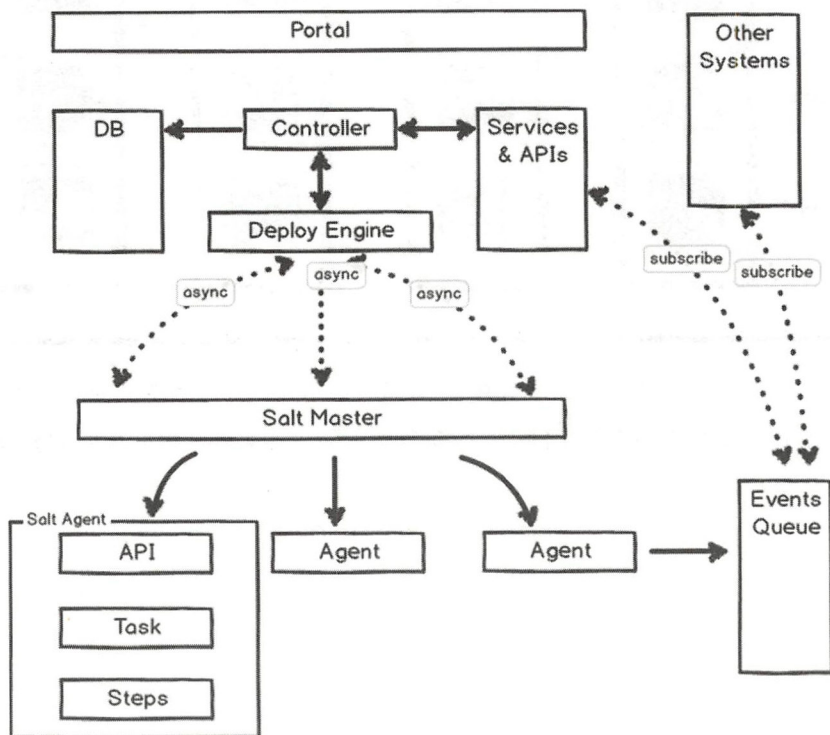 Portal
Other
Systems
DB
Controller
Services
& APIs
Deploy Engine
subscribe
subscribe
async
async
async
Salt Master
Events
Queue
Salt Agent
API
Agent
Agent
Task
Steps